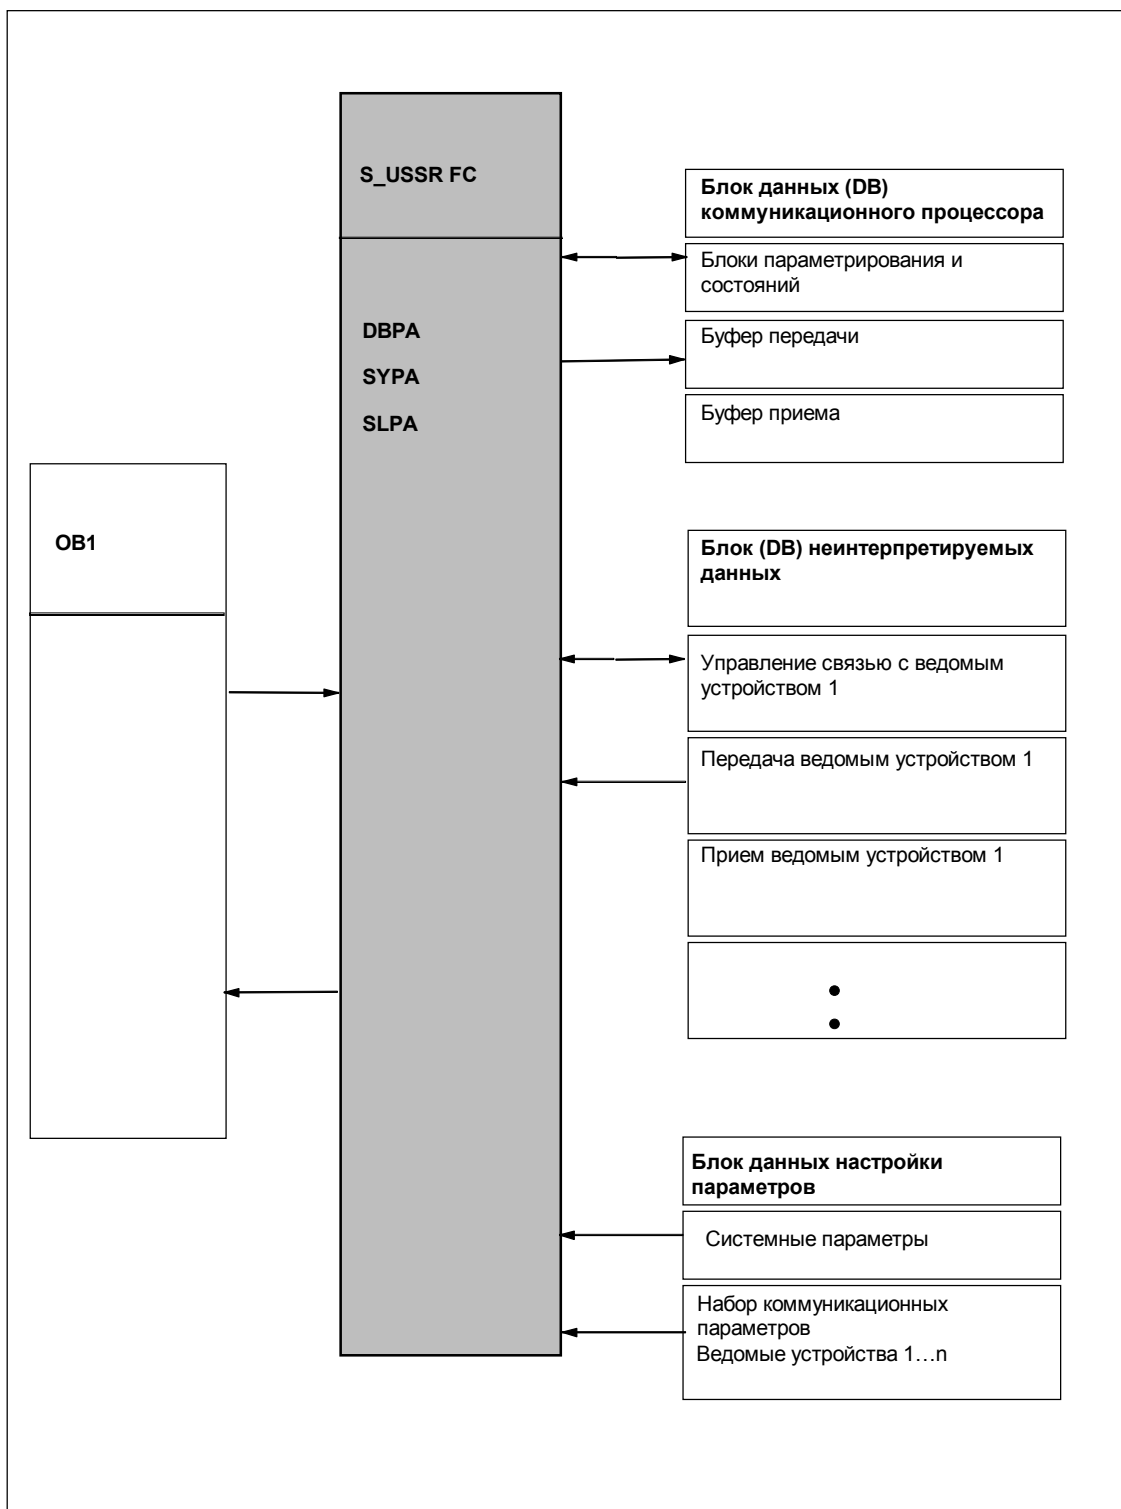 S_USSR FC
DBPA
SYPA
SLPA
OB1
Блок данных (DB)
коммуникационного процессора
Блоки параметрирования и
состояний
Буфер передачи
Буфер приема
Блок (DB) неинтерпретируемых
данных
Управление связью с ведомым
устройством 1
Передача ведомым устройством 1
Прием ведомым устройством 1
Блок данных настройки
параметров
Системные параметры
Набор коммуникационных
параметров
Ведомые устройства 1…n